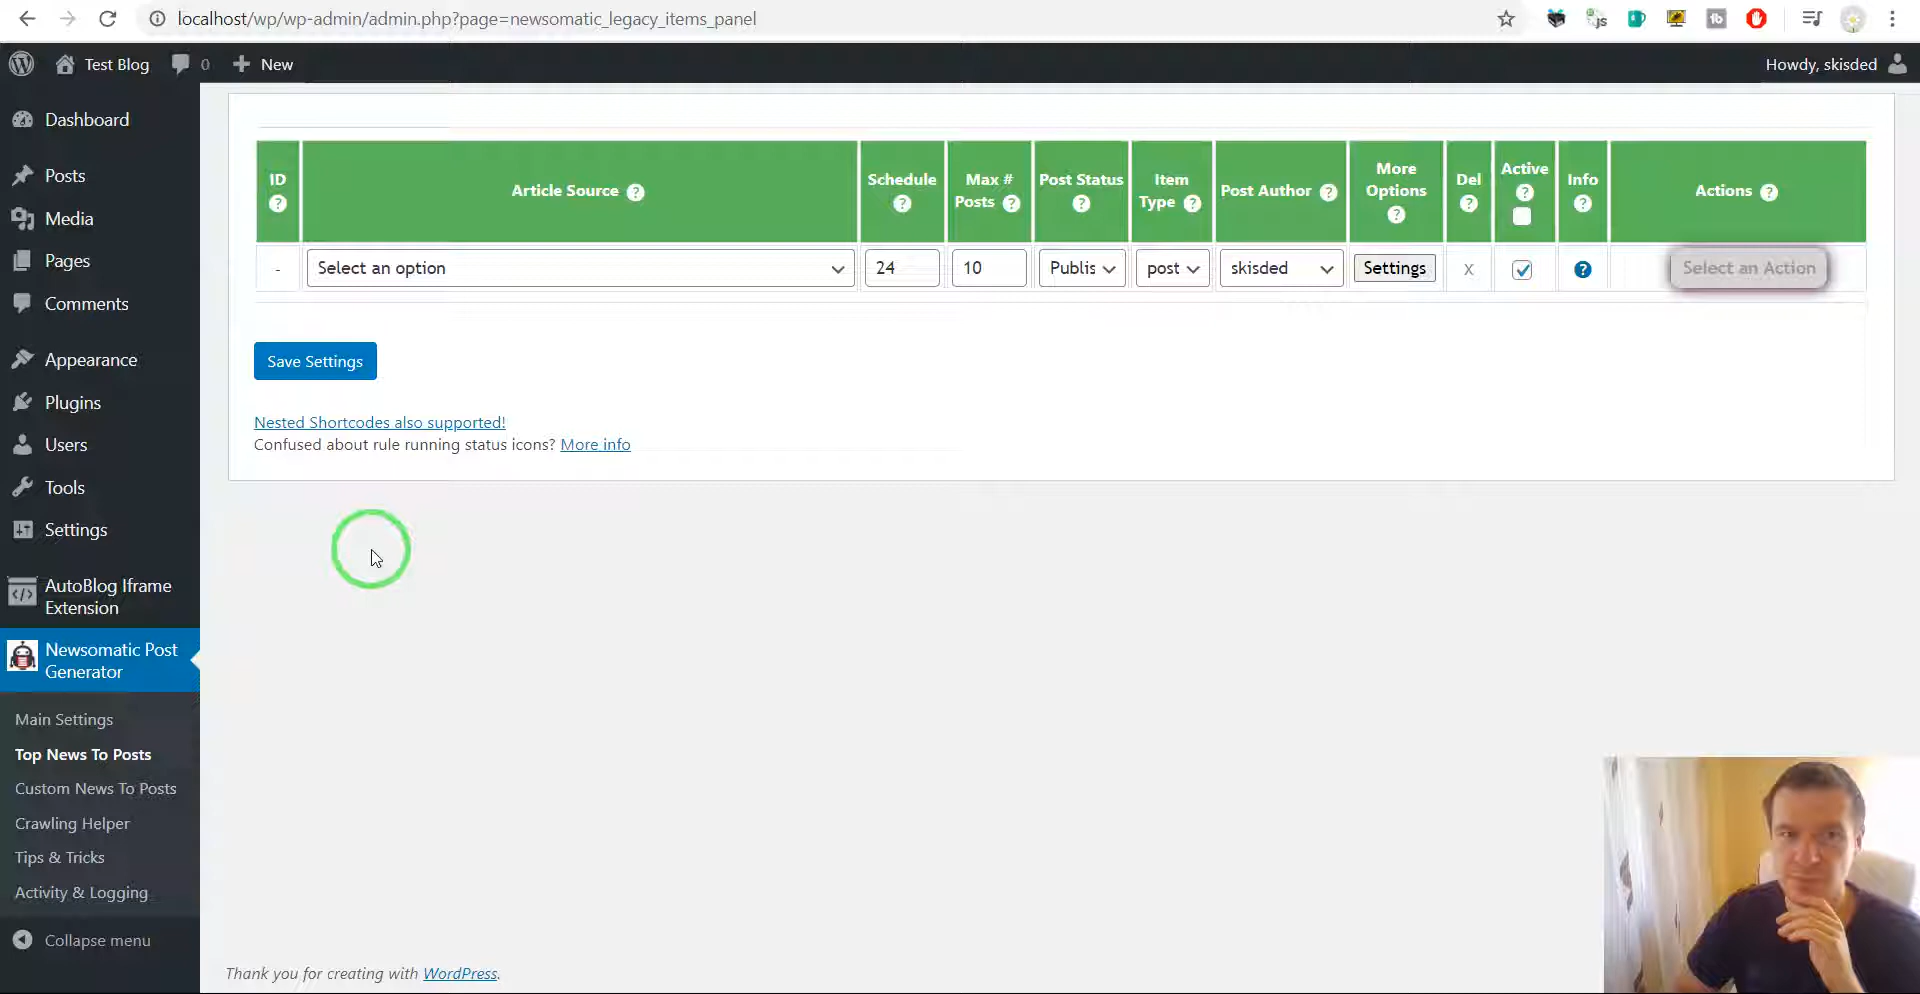 localhost/wp/wp-admin/admin.php?page=newsomatic_legacy_items_panel
Test Blog 0 New Howdy, skisded
Dashboard
Posts
Media
Pages
Comments
Appearance
Plugins
Users
Tools
Settings
AutoBlog Iframe
Extension
Newsomatic Post
Generator
Main Settings
Top News To Posts
Custom News To Posts
Crawling Helper
Tips & Tricks
Activity & Logging
Collapse menu
ID
Article Source
Schedule
Max #
Posts
Post Status
Item
Type
Post Author
More
Options
Del
Active
Info
Actions
- Select an option 24 10 Publis post skisded Settings X Select an Action
Save Settings
Nested Shortcodes also supported!
Confused about rule running status icons? More info
Thank you for creating with WordPress.